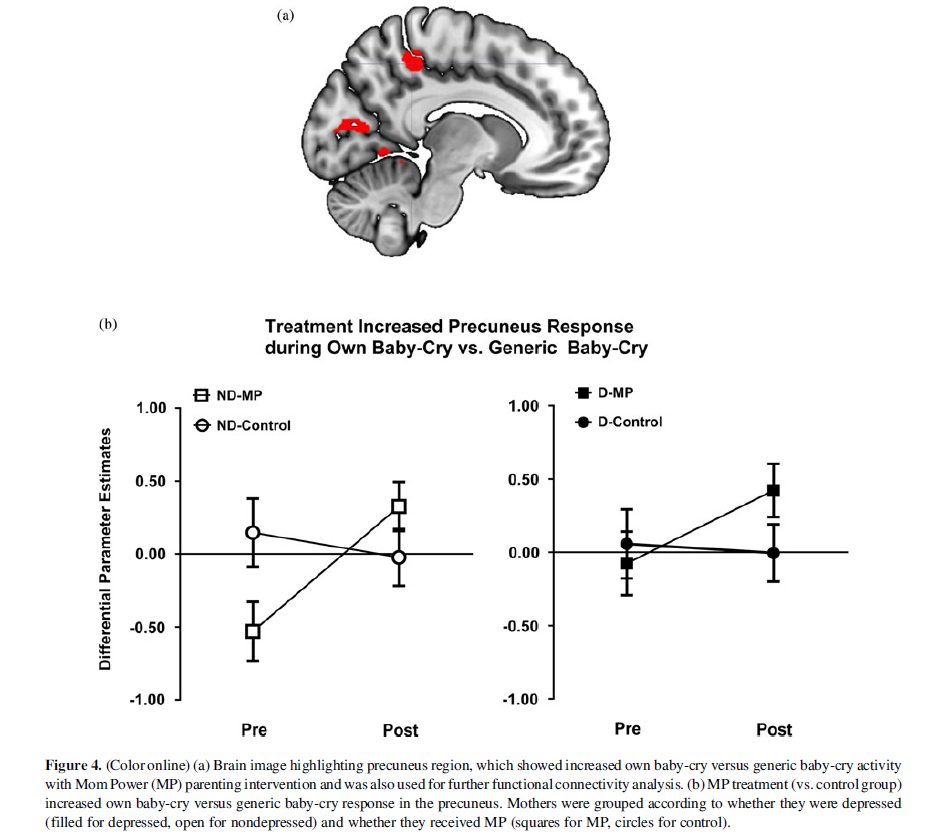 (a)
(b)
Treatment Increased Precuneus Response
during Own Baby-Cry vs. Generic Baby-Cry
ND-MP
ND-Control
1.00
0.50
0.00
-0.50
-1.00
Differential Parameter Estimates
Pre
Post
D-MP
D-Control
1.00
0.50
0.00
-0.50
-1.00
Pre
Post
Figure 4. (Color online) (a) Brain image highlighting precuneus region, which showed increased own baby-cry versus generic baby-cry activity
with Mom Power (MP) parenting intervention and was also used for further functional connectivity analysis. (b) MP treatment (vs. control group)
increased own baby-cry versus generic baby-cry response in the precuneus. Mothers were grouped according to whether they were depressed
(filled for depressed, open for nondepressed) and whether they received MP (squares for MP, circles for control).